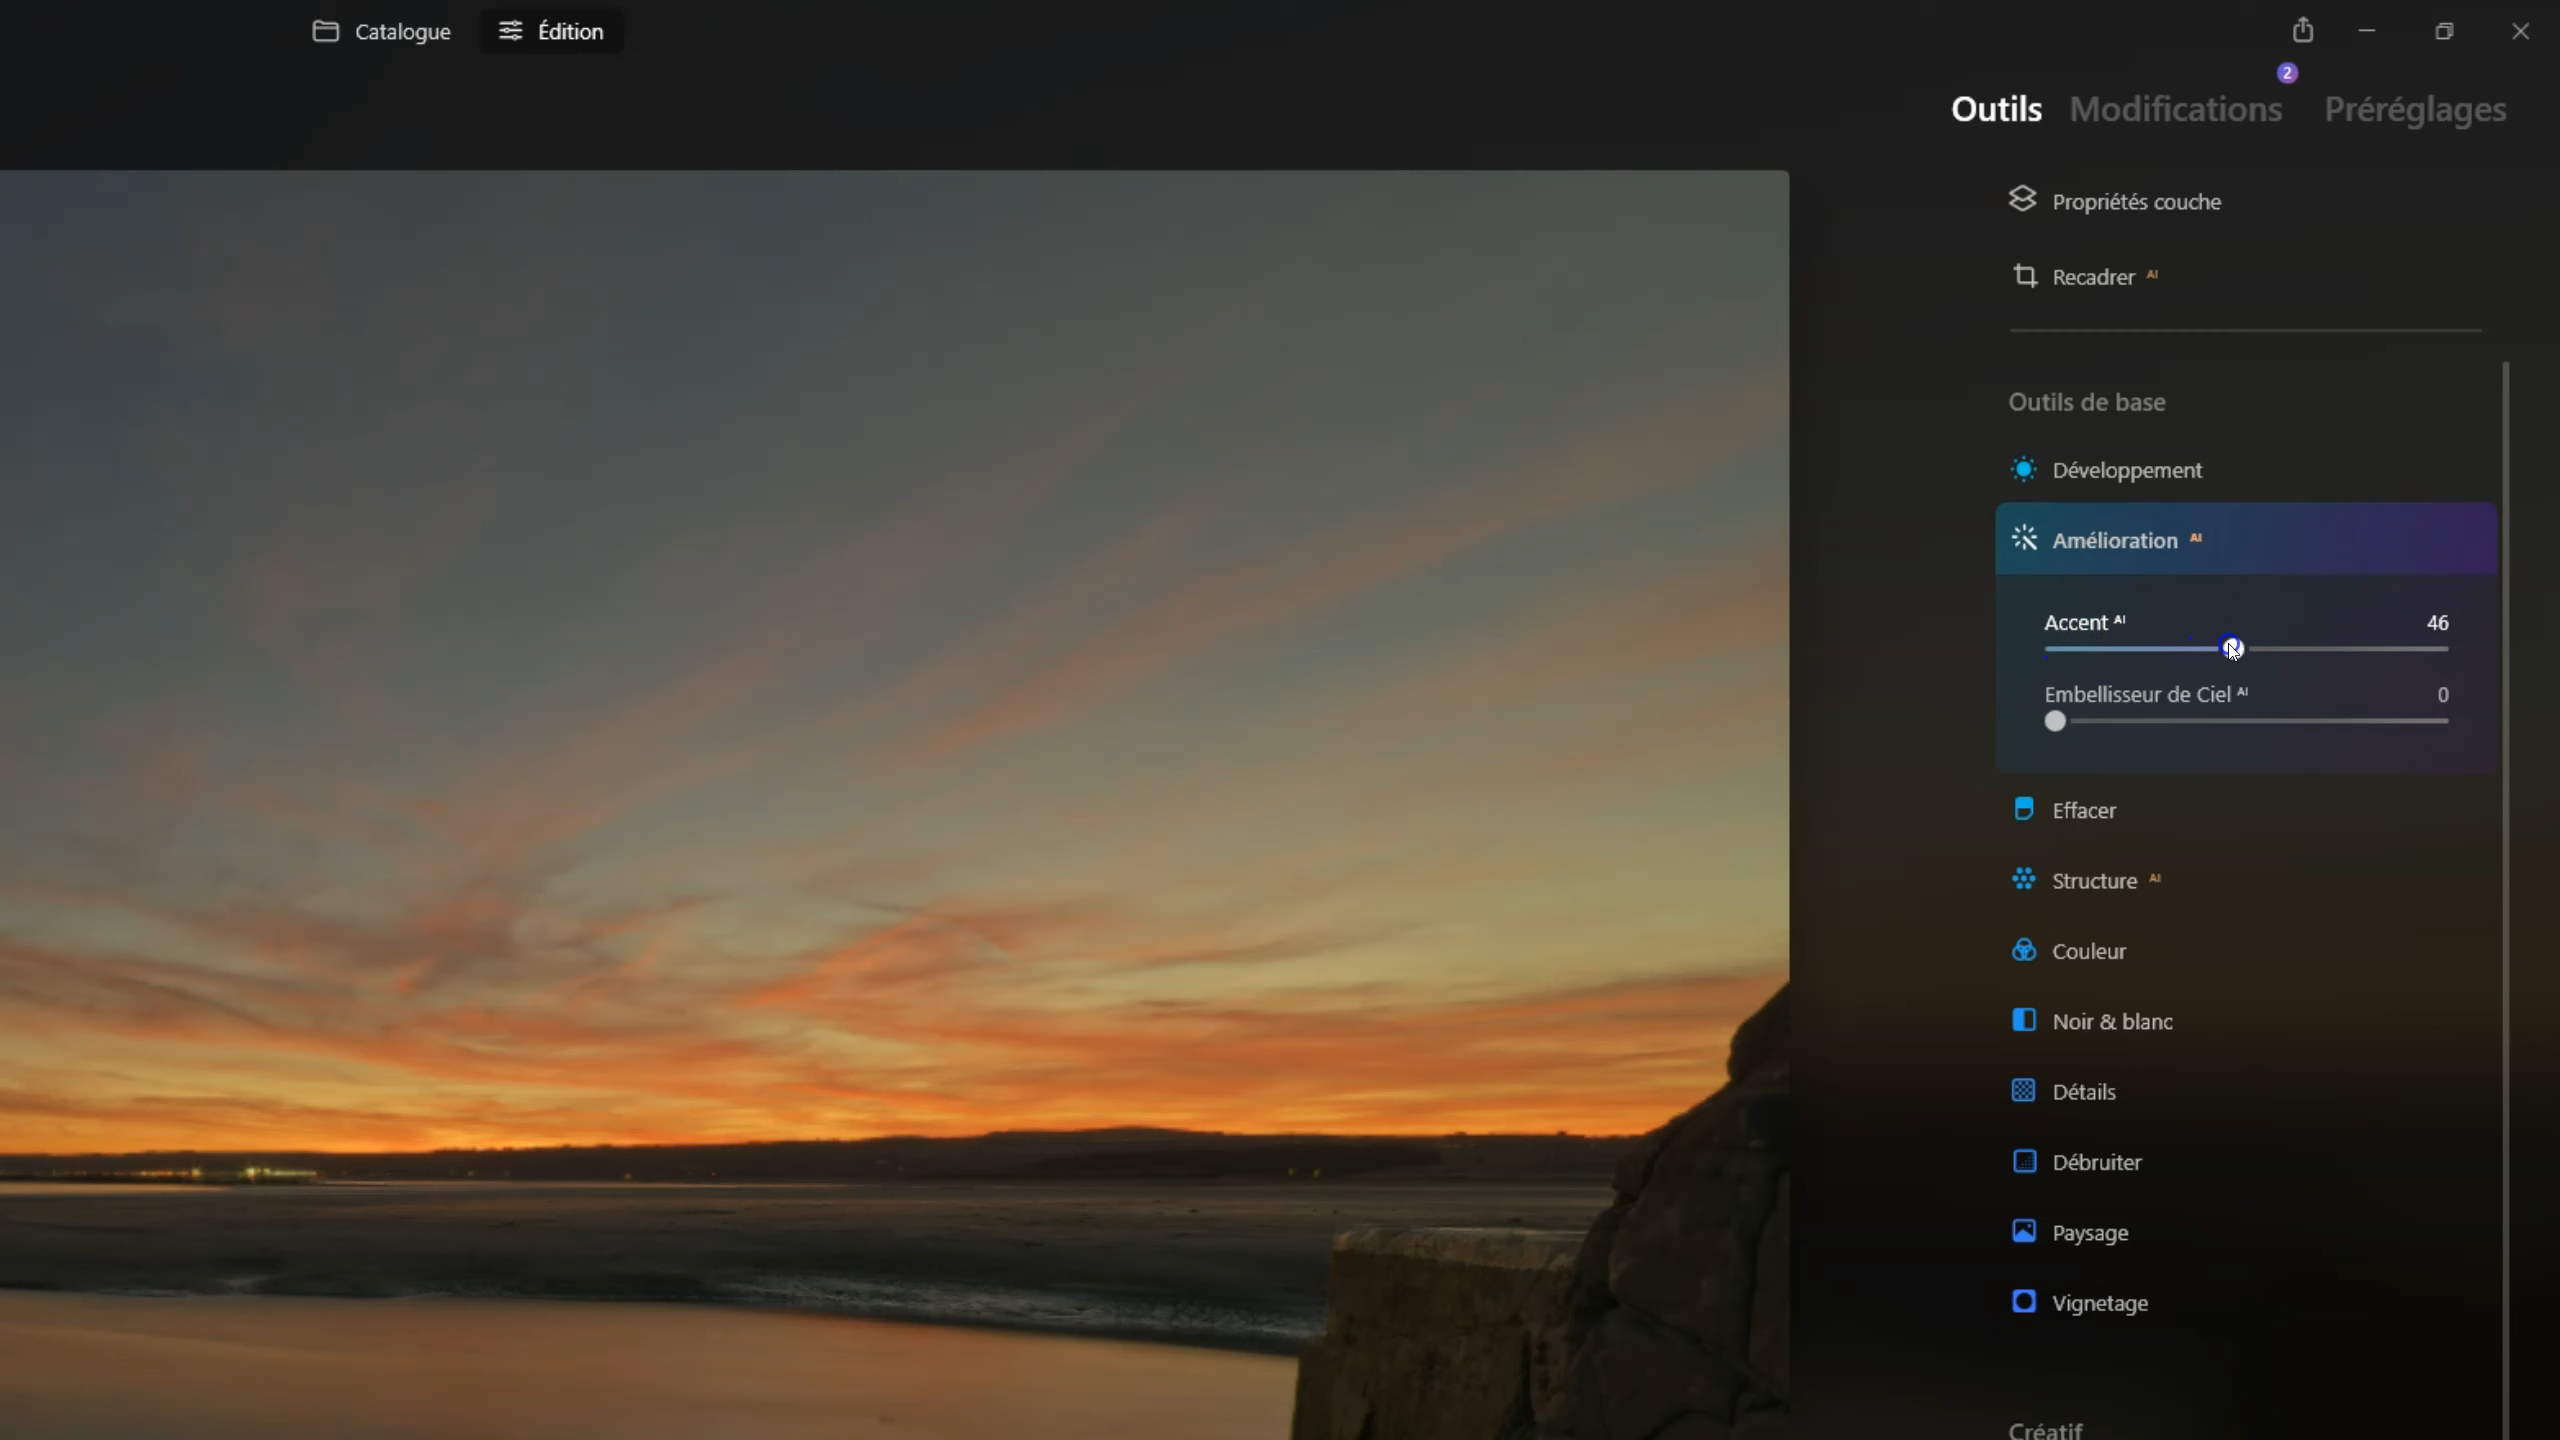 Catalogue
Édition
2
Outils Modifications Préréglages
Propriétés couche
Recadrer AI
Outils de base
Développement
Amélioration AI
Accent AI 46
Embellisseur de Ciel AI 0
Effacer
Structure AI
Couleur
Noir & blanc
Détails
Débruiter
Paysage
Vignetage
Créatif